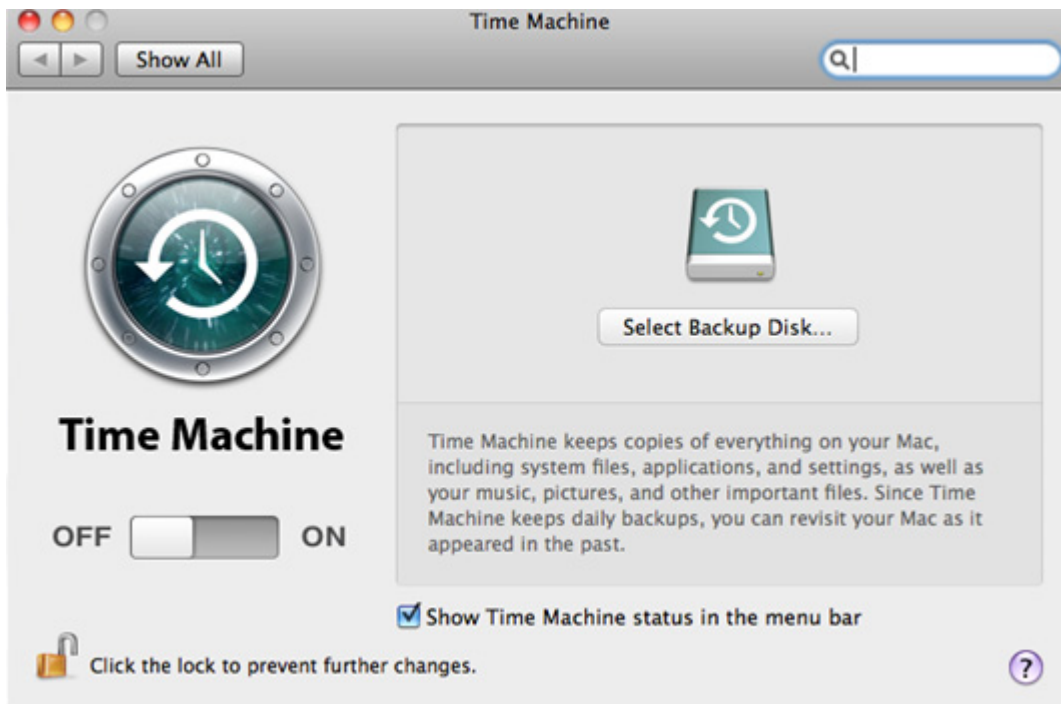 Time Machine
Show All
Select Backup Disk...
Time Machine
Time Machine keeps copies of everything on your Mac,
including system files, applications, and settings, as well as
your music, pictures, and other important files. Since Time
Machine keeps daily backups, you can revisit your Mac as it
appeared in the past.
OFF ON
Show Time Machine status in the menu bar
Click the lock to prevent further changes.
?